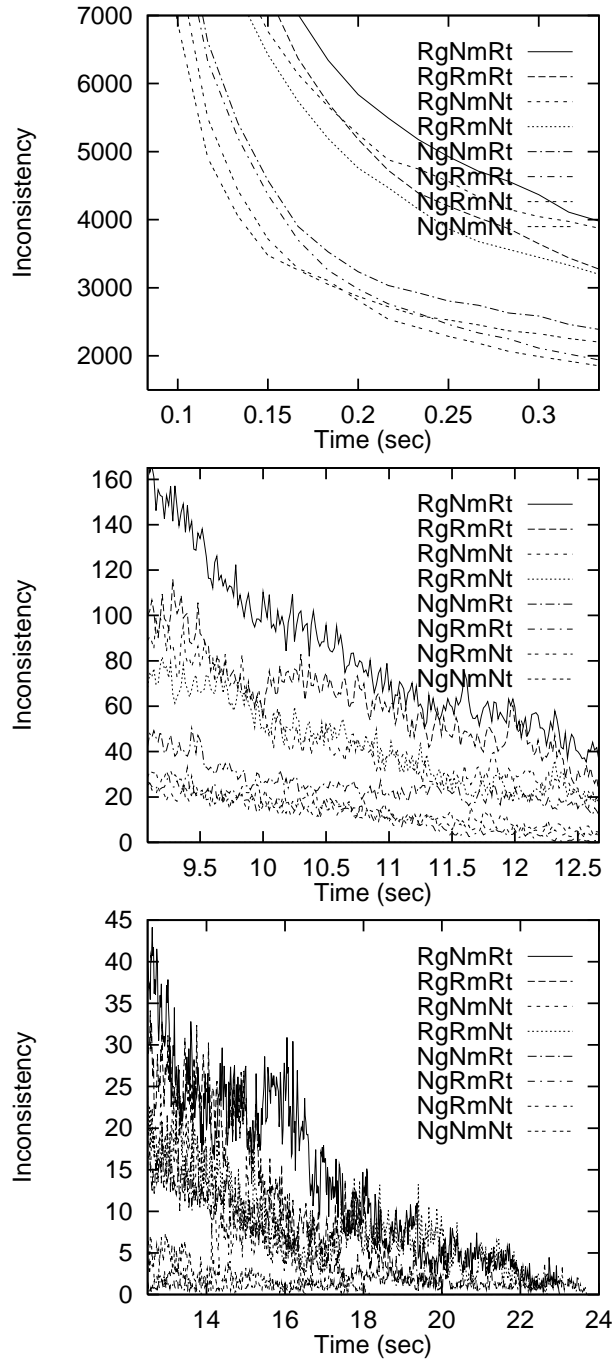 7000
6000
5000
4000
3000
2000
Inconsistency
RgNmRt
RgRmRt
RgNmNt
RgRmNt
NgNmRt
NgRmRt
NgRmNt
NgNmNt
0.1 0.15 0.2 0.25 0.3
Time (sec)
160
140
120
100
80
60
40
20
0
Inconsistency
RgNmRt
RgRmRt
RgNmNt
RgRmNt
NgNmRt
NgRmRt
NgRmNt
NgNmNt
9.5 10 10.5 11 11.5 12 12.5
Time (sec)
45
40
35
30
25
20
15
10
5
0
Inconsistency
RgNmRt
RgRmRt
RgNmNt
RgRmNt
NgNmRt
NgRmRt
NgRmNt
NgNmNt
14 16 18 20 22 24
Time (sec)